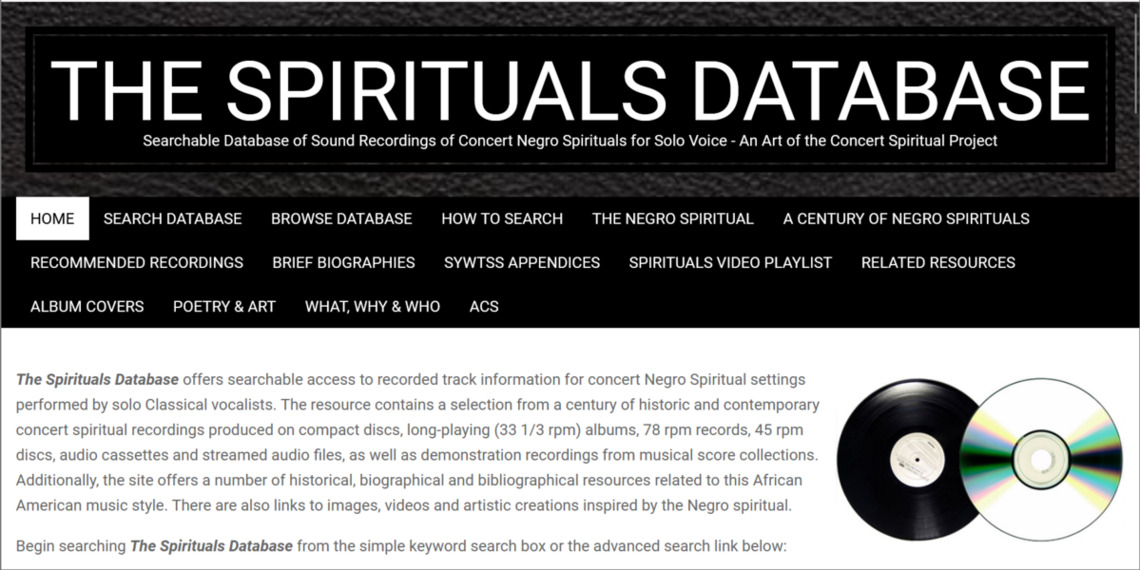 THE SPIRITUALS DATABASE
Searchable Database of Sound Recordings of Concert Negro Spirituals for Solo Voice - An Art of the Concert Spiritual Project
HOME SEARCH DATABASE BROWSE DATABASE HOW TO SEARCH THE NEGRO SPIRITUAL A CENTURY OF NEGRO SPIRITUALS
RECOMMENDED RECORDINGS BRIEF BIOGRAPHIES SYWTSS APPENDICES SPIRITUALS VIDEO PLAYLIST RELATED RESOURCES
ALBUM COVERS POETRY & ART WHAT, WHY & WHO ACS
The Spirituals Database offers searchable access to recorded track information for concert Negro Spiritual settings
performed by solo Classical vocalists. The resource contains a selection from a century of historic and contemporary
concert spiritual recordings produced on compact discs, long-playing (33 1/3 rpm) albums, 78 rpm records, 45 rpm
discs, audio cassettes and streamed audio files, as well as demonstration recordings from musical score collections.
Additionally, the site offers a number of historical, biographical and bibliographical resources related to this African
American music style. There are also links to images, videos and artistic creations inspired by the Negro spiritual.
Begin searching The Spirituals Database from the simple keyword search box or the advanced search link below: